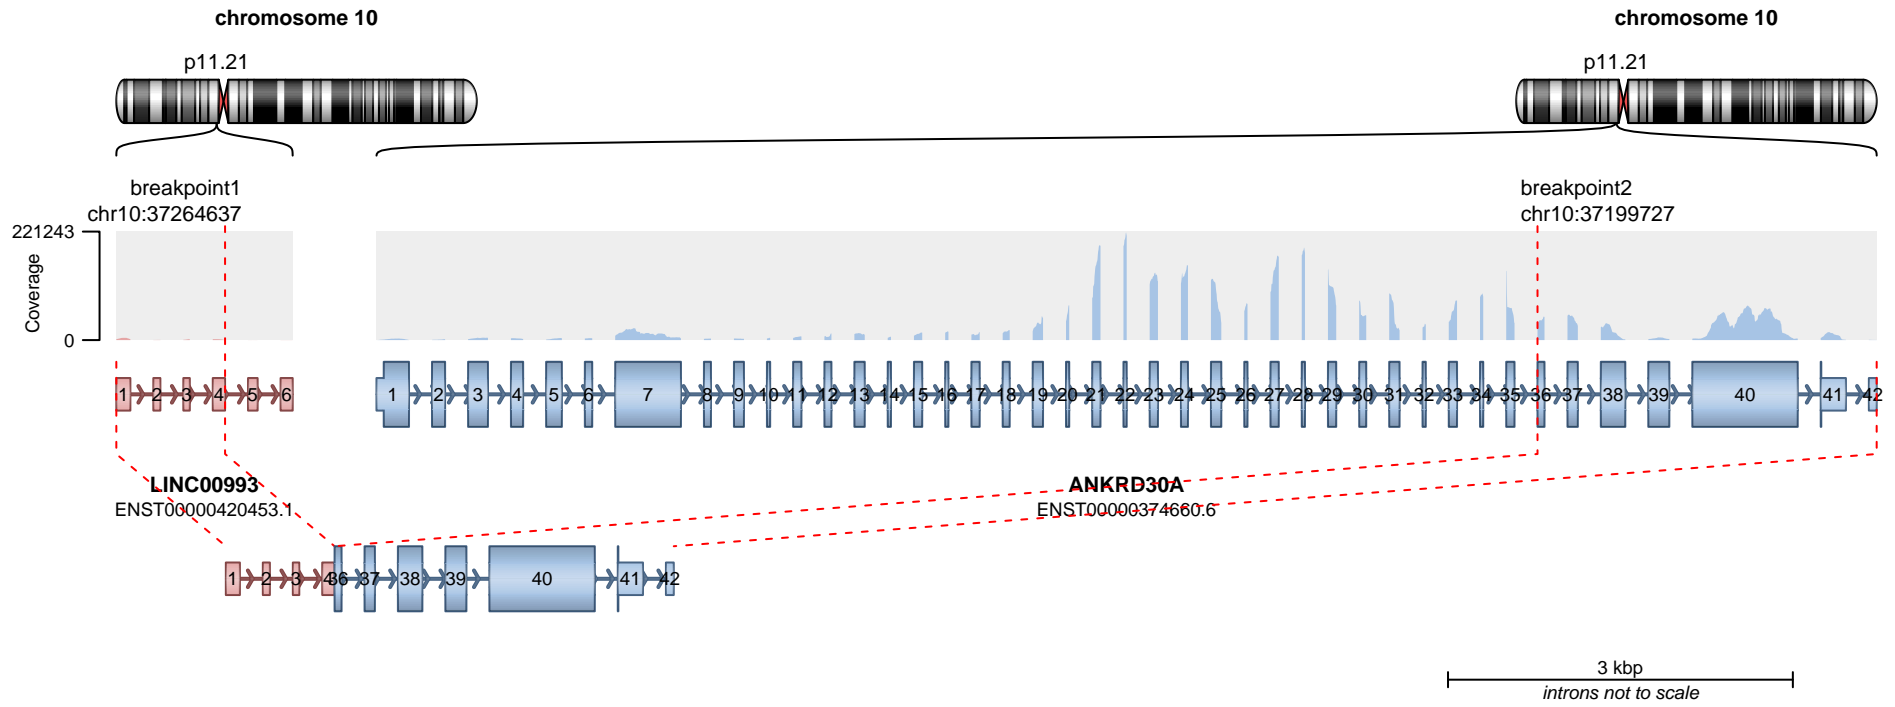 chromosome 10 chromosome 10
p11.21 p11.21
breakpoint1 breakpoint2
chr10:37264637 chr10:37199727
221243
Coverage
0
1 2 3 4 5 6 1 2 3 4 5 6 7 8 9 10 11 12 13 14 15 16 17 18 19 20 21 22 23 24 25 26 27 28 29 30 31 32 33 34 35 36 37 38 39 40 41 42
LINC00993 ANKRD30A
ENST00000420453.1 ENST00000374660.6
1 2 3 4 36 37 38 39 40 41 42
3 kbp
introns not to scale